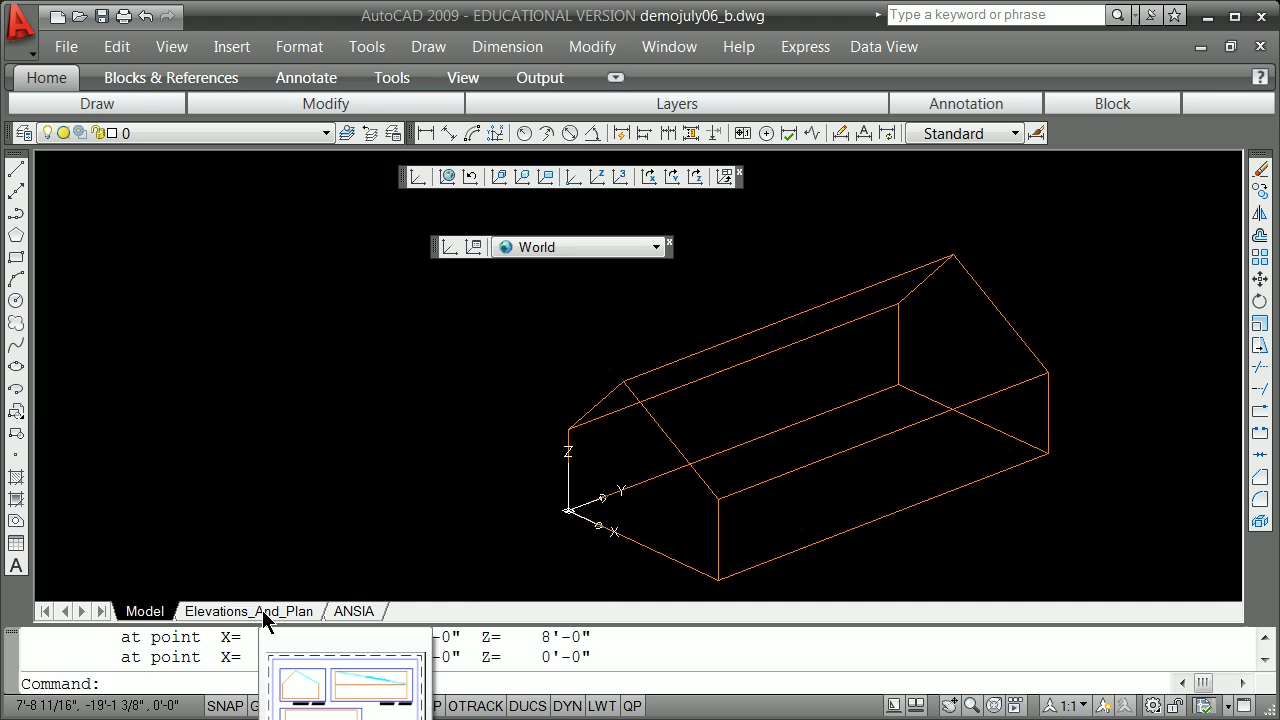 AutoCAD 2009 - EDUCATIONAL VERSION demojuly06_b.dwg
Type a keyword or phrase
File Edit View Insert Format Tools Draw Dimension Modify Window Help Express Data View
Home Blocks & References Annotate Tools View Output
Draw Modify Layers Annotation Block
0 Standard
World
Z
Y
X
Model Elevations_And_Plan ANSIA
at point X= -0" Z= 8'-0"
at point X= -0" Z= 0'-0"
Command:
7'-8 11/16", -19'-1 3/8", 0'-0" SNAP OTRACK DUCS DYN LWT QP 1:1